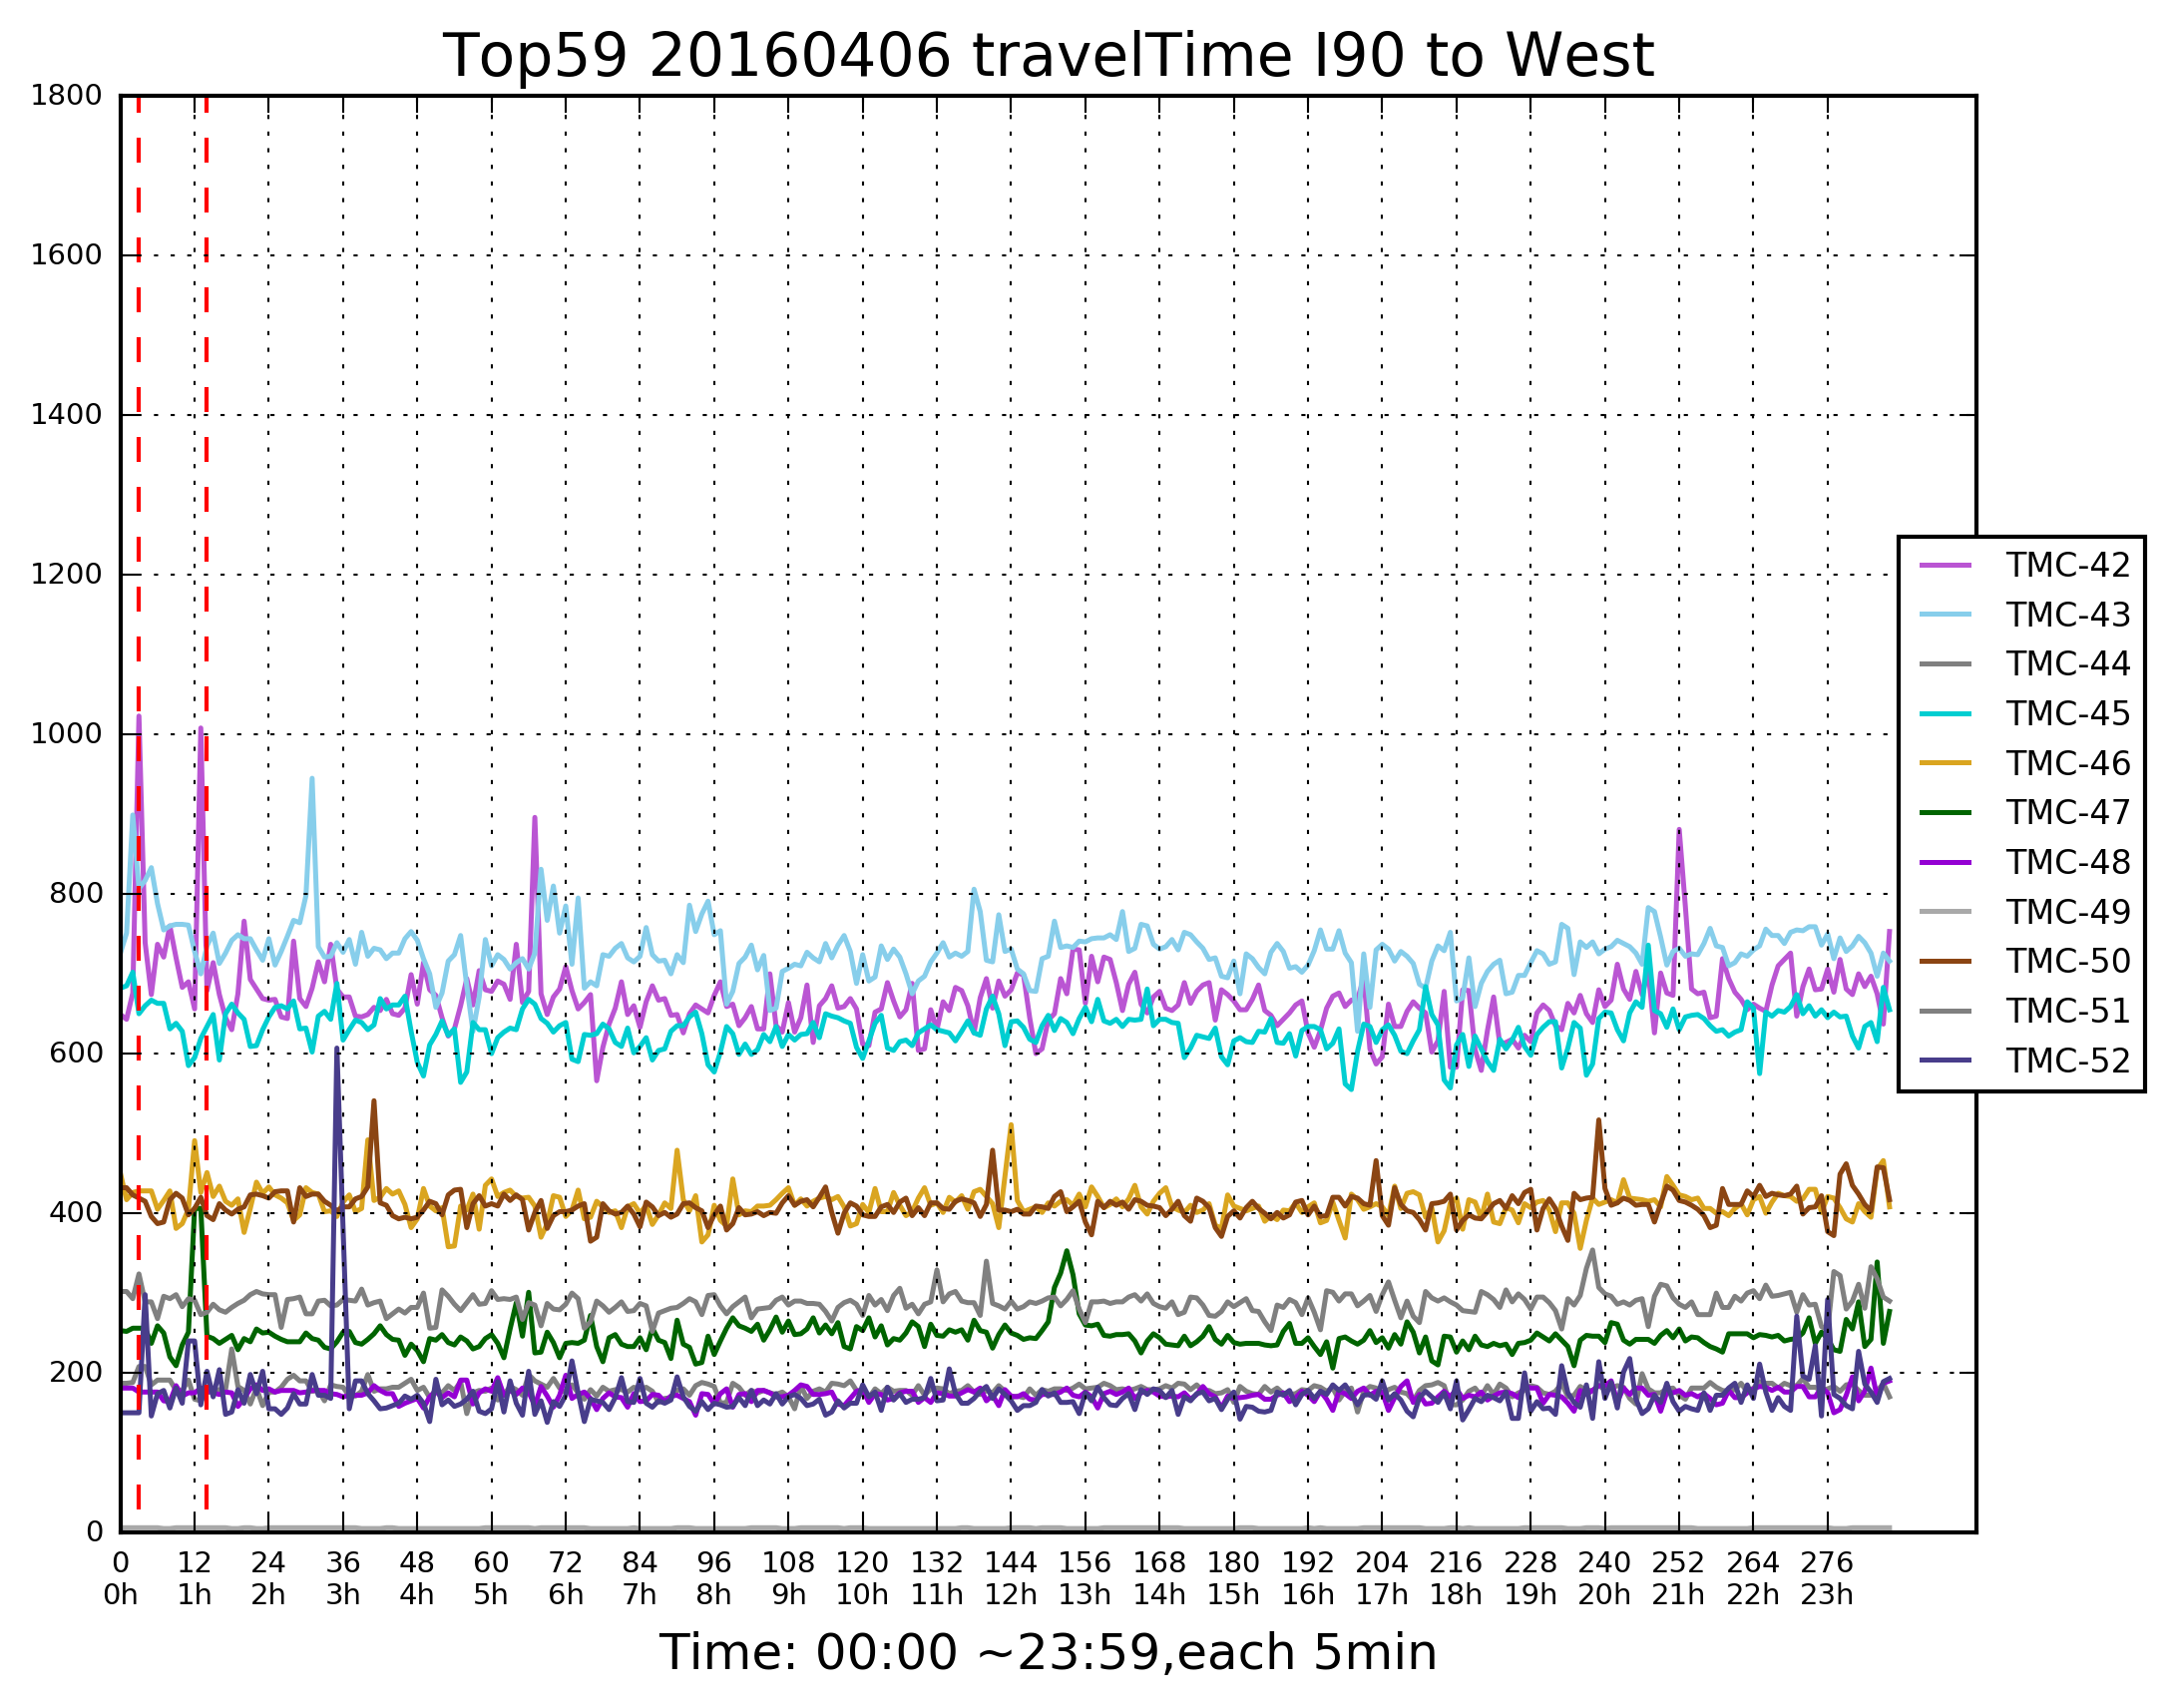 Top59 20160406 travelTime I90 to West
1800
1600
1400
1200
1000
800
600
400
200
0
TMC-42
TMC-43
TMC-44
TMC-45
TMC-46
TMC-47
TMC-48
TMC-49
TMC-50
TMC-51
TMC-52
0 12 24 36 48 60 72 84 96 108 120 132 144 156 168 180 192 204 216 228 240 252 264 276
0h 1h 2h 3h 4h 5h 6h 7h 8h 9h 10h 11h 12h 13h 14h 15h 16h 17h 18h 19h 20h 21h 22h 23h
Time: 00:00 ~23:59,each 5min